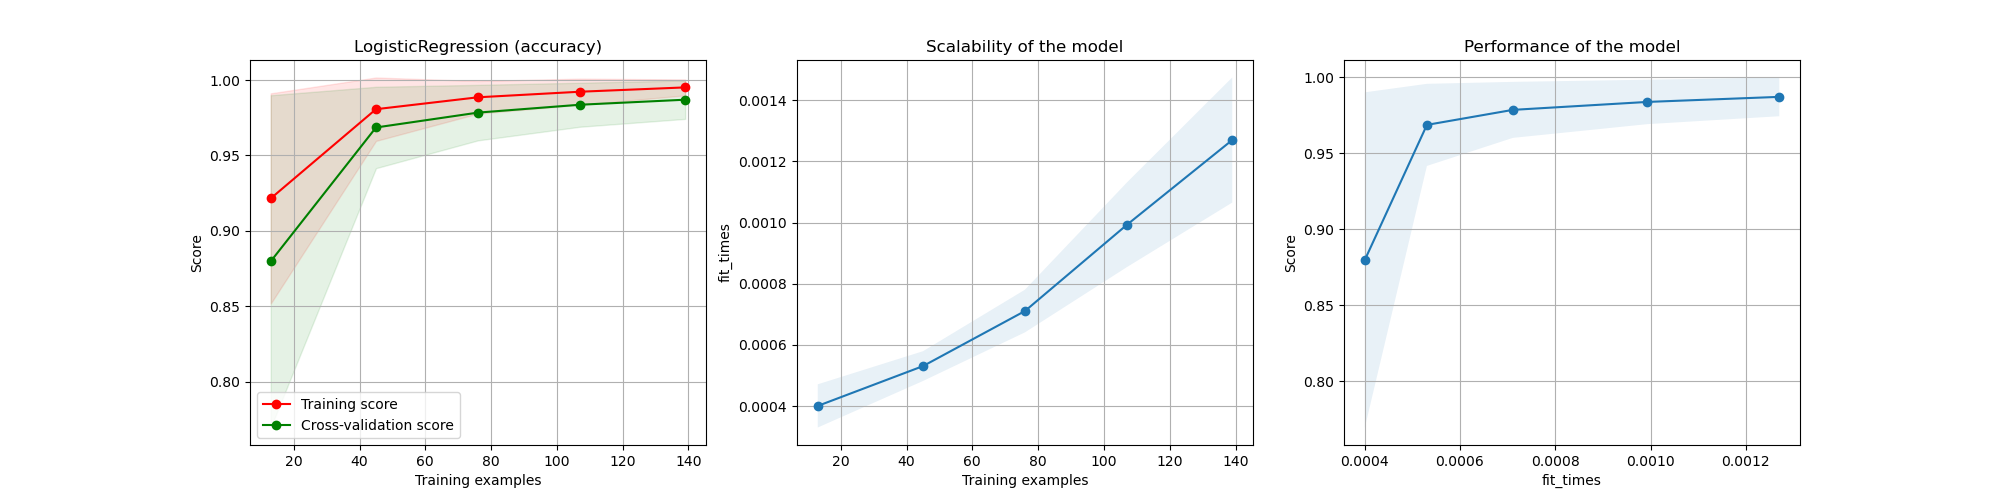 LogisticRegression (accuracy)
Score
1.00
0.95
0.90
0.85
0.80
Training score
Cross-validation score
20 40 60 80 100 120 140
Training examples
Scalability of the model
fit_times
0.0014
0.0012
0.0010
0.0008
0.0006
0.0004
20 40 60 80 100 120 140
Training examples
Performance of the model
Score
1.00
0.95
0.90
0.85
0.80
0.0004 0.0006 0.0008 0.0010 0.0012
fit_times